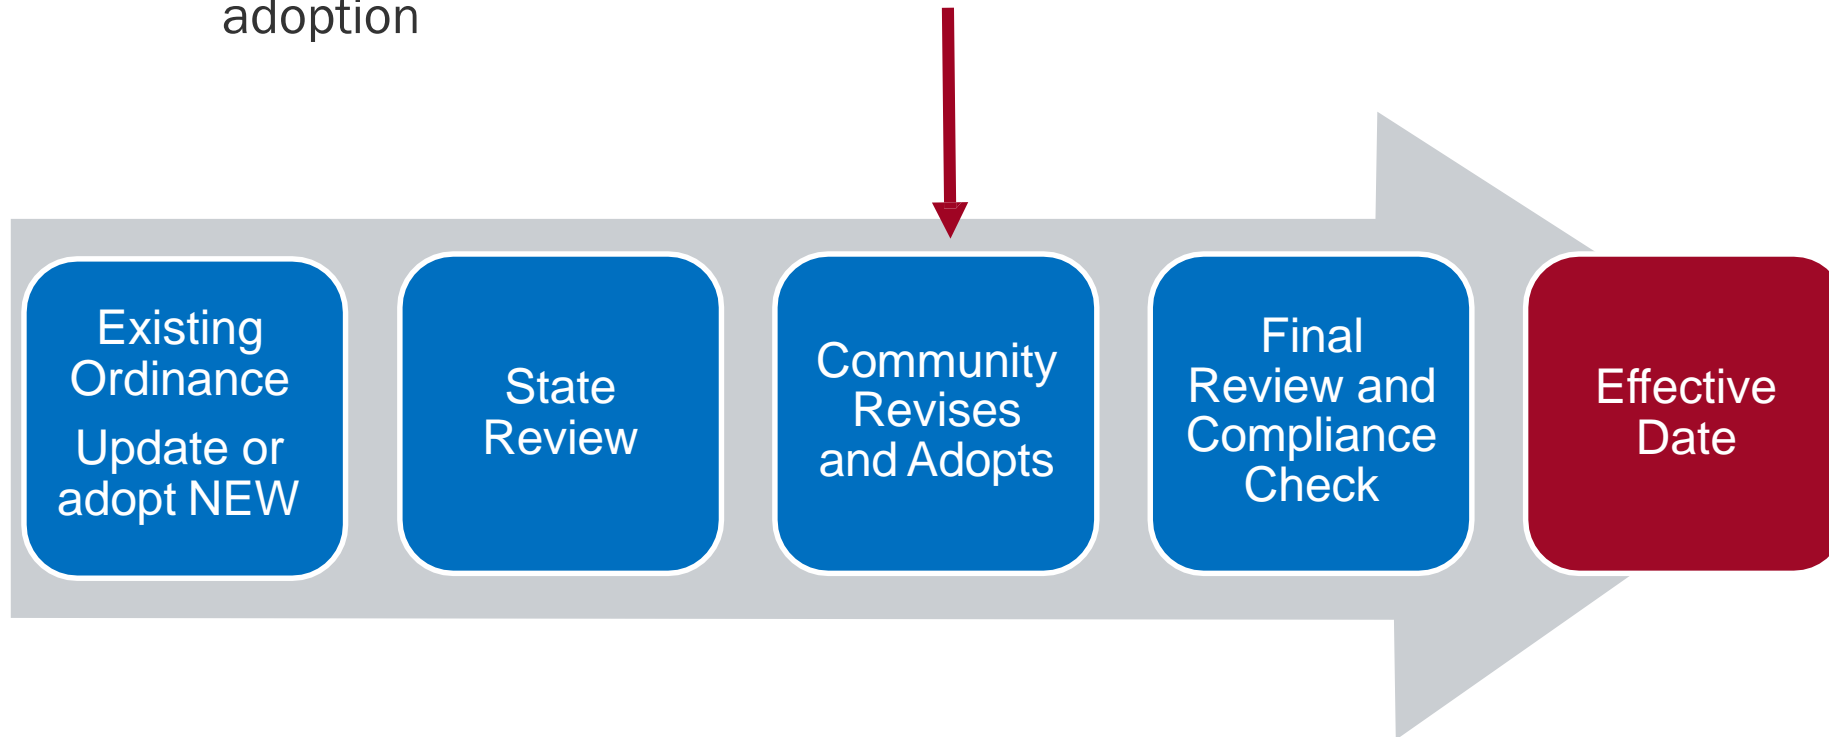 adoption
Existing
Ordinance
Update or
adopt NEW
State
Review
Community
Revises
and Adopts
Final
Review and
Compliance
Check
Effective
Date